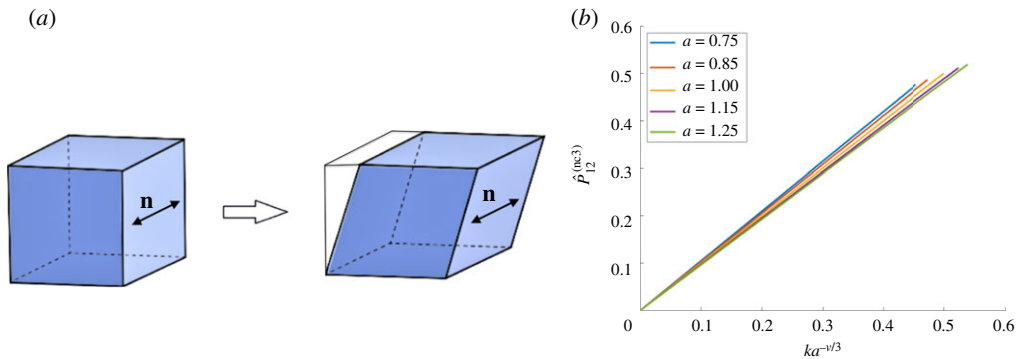 (a)
n
n
(b)
0.6
0.5
0.4
0.3
0.2
0.1
0
0.1 0.2 0.3 0.4 0.5 0.6
a = 0.75
a = 0.85
a = 1.00
a = 1.15
a = 1.25
P̂₁₂⁽ⁿᶜ³⁾
ka⁻ᵛ/³